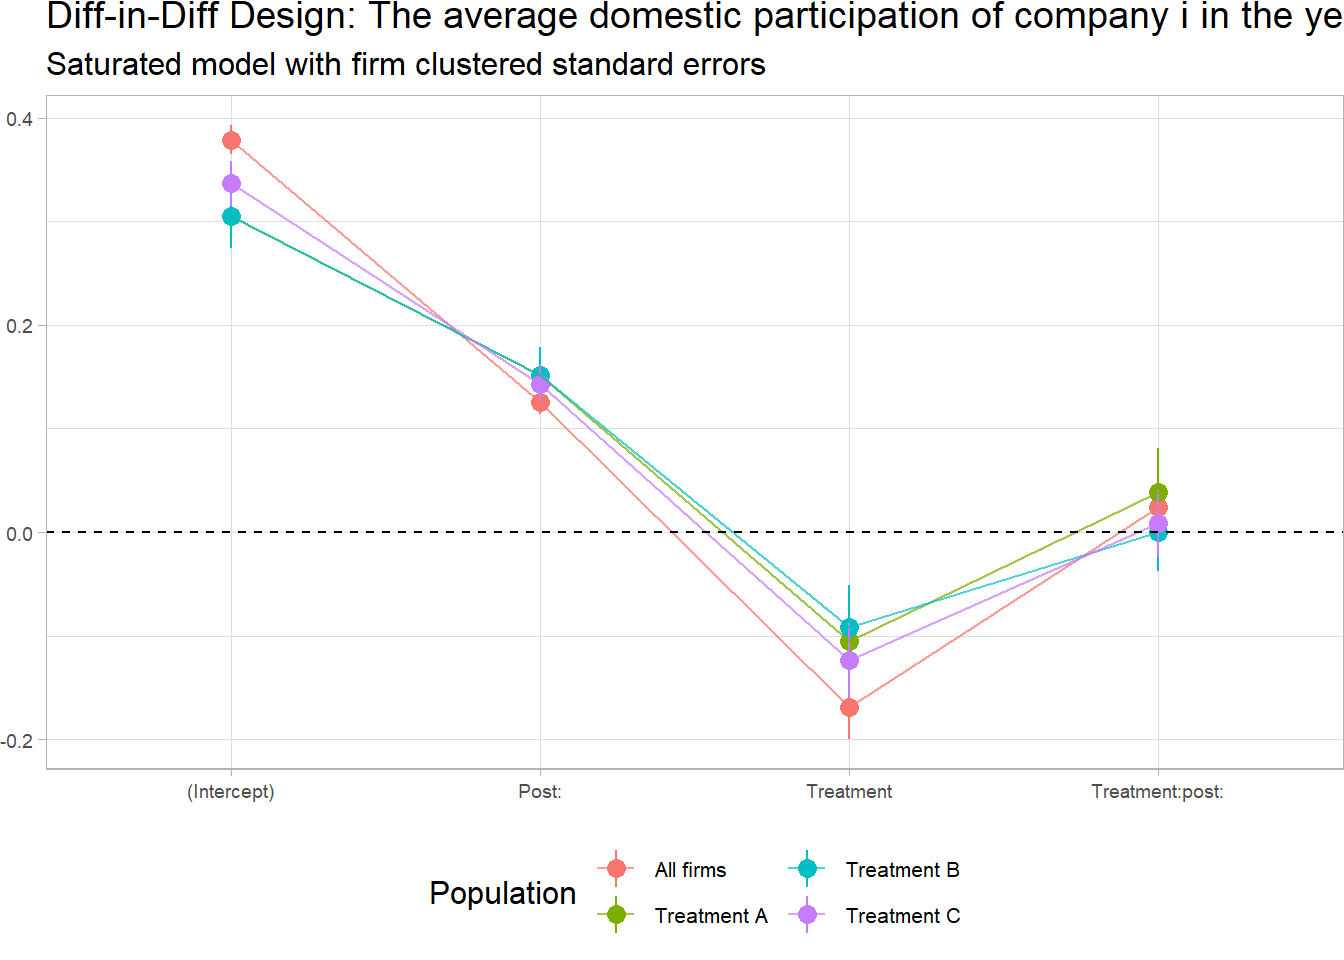 Diff-in-Diff Design: The average domestic participation of company i in the ye
Saturated model with firm clustered standard errors
0.4
0.2
0.0
-0.2
(Intercept)
Post:
Treatment
Treatment:post:
Population
All firms
Treatment B
Treatment A
Treatment C